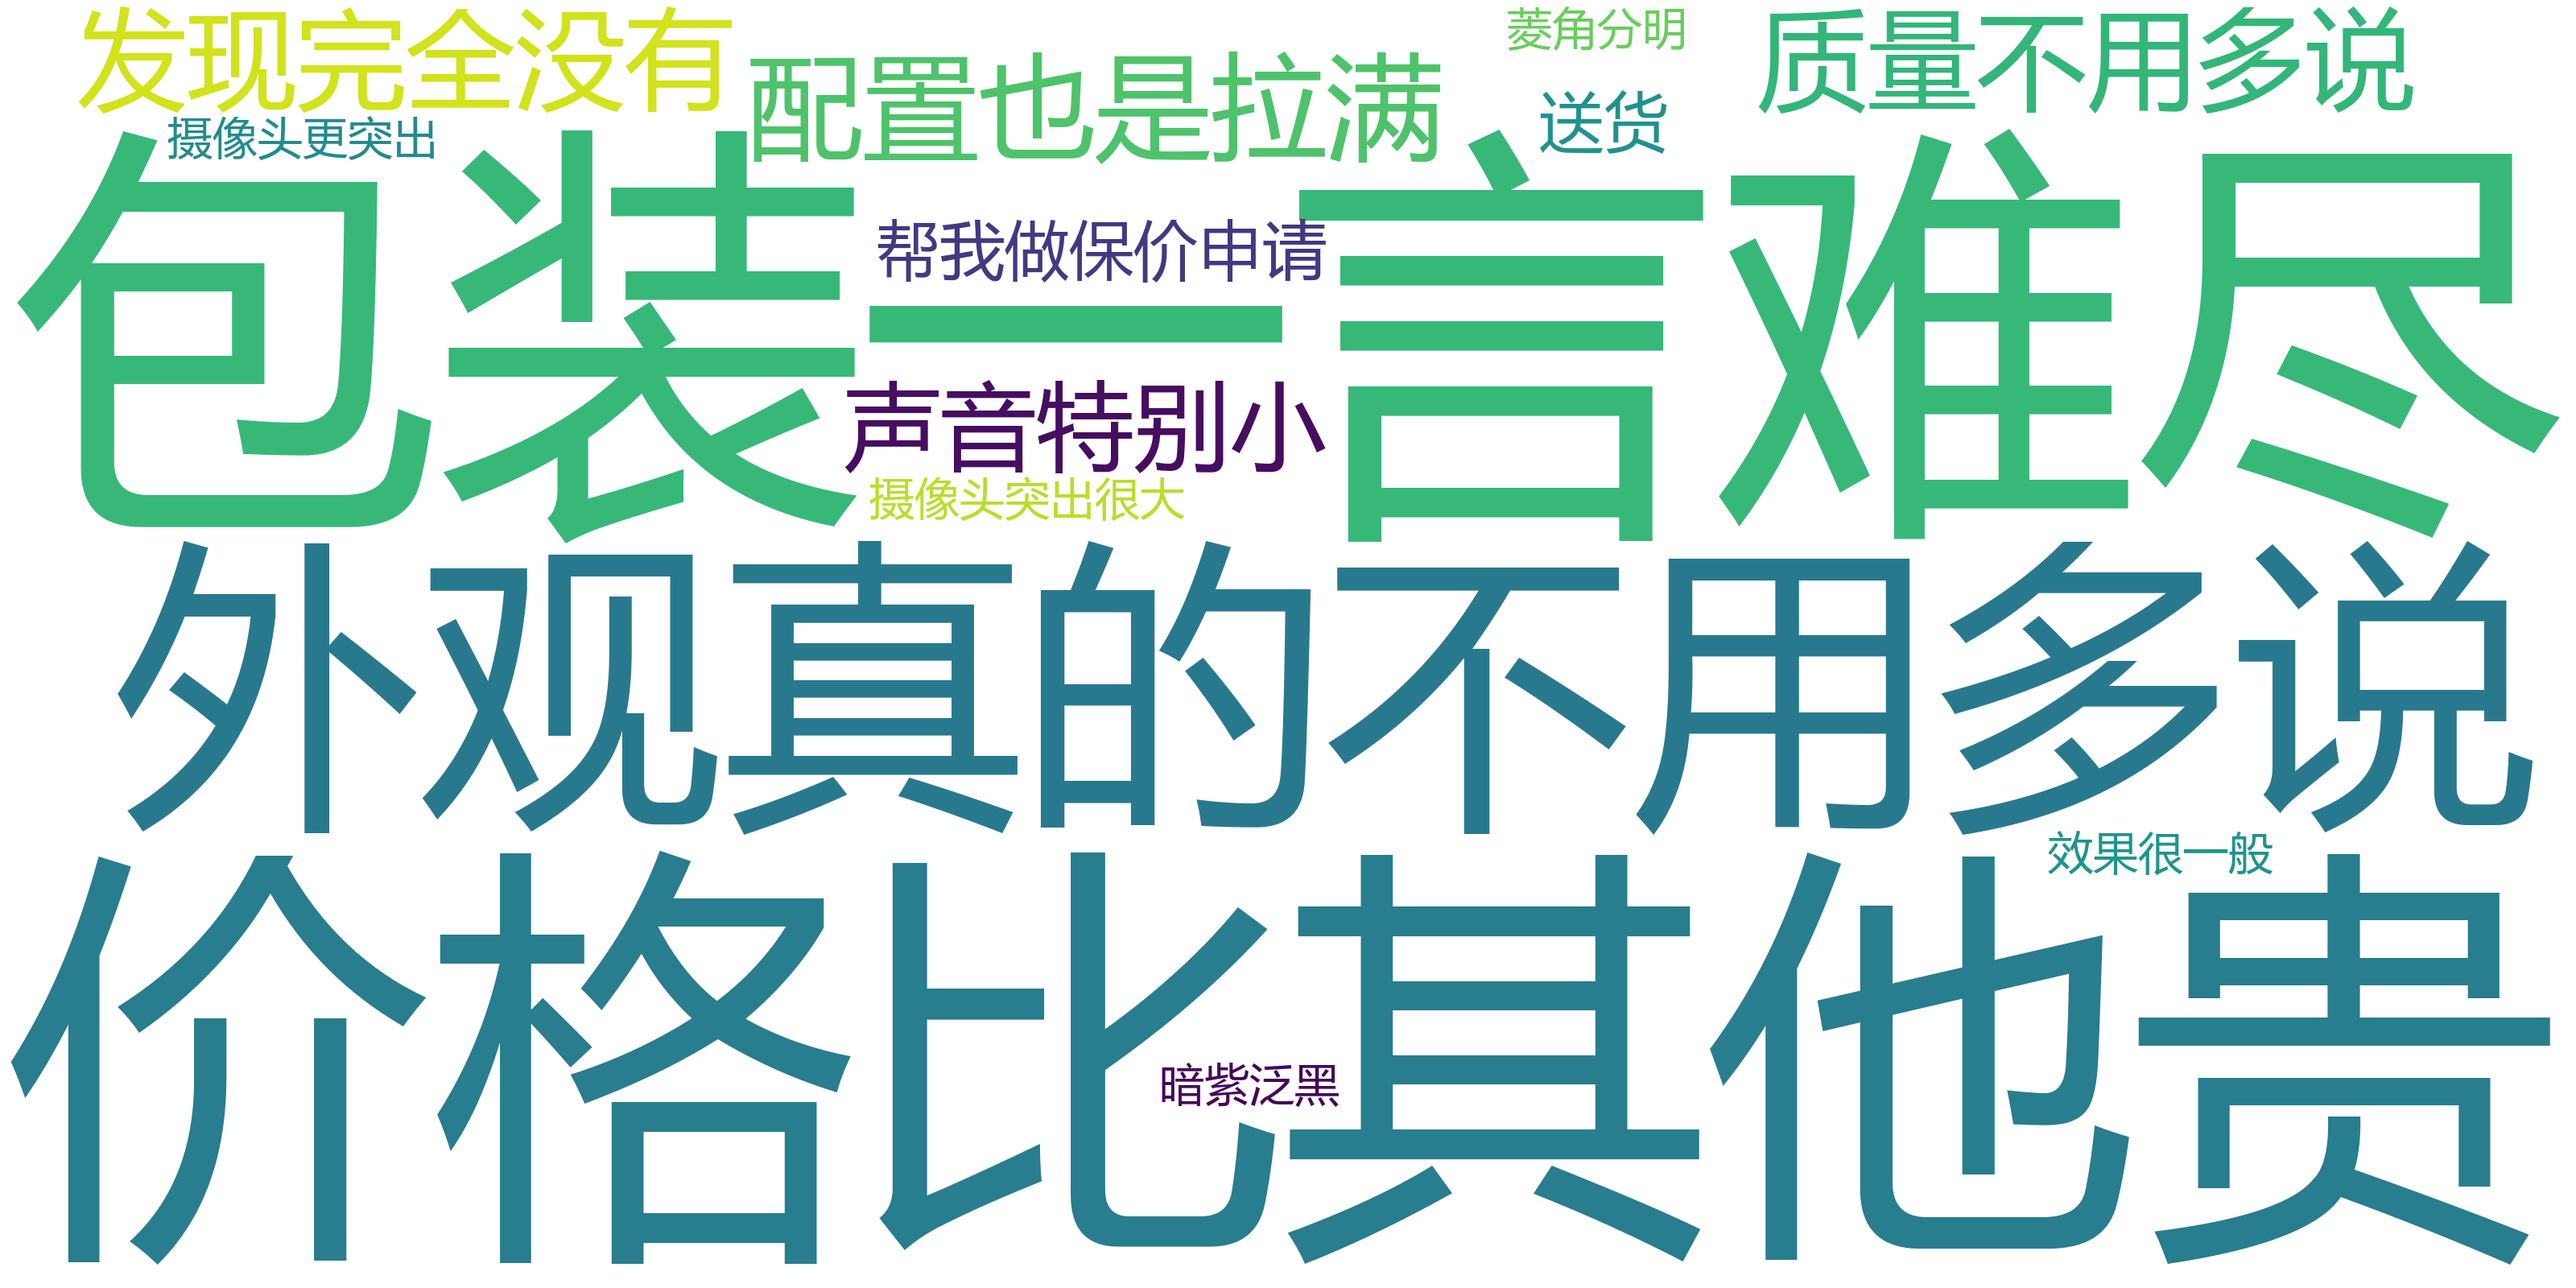 发现完全没有
菱角分明
质量不用多说
配置也是拉满
送货
摄像头更突出
包装一言难尽
帮我做保价申请
声音特别小
摄像头突出很大
外观真的不用多说
效果很一般
价格比其他贵
暗紫泛黑